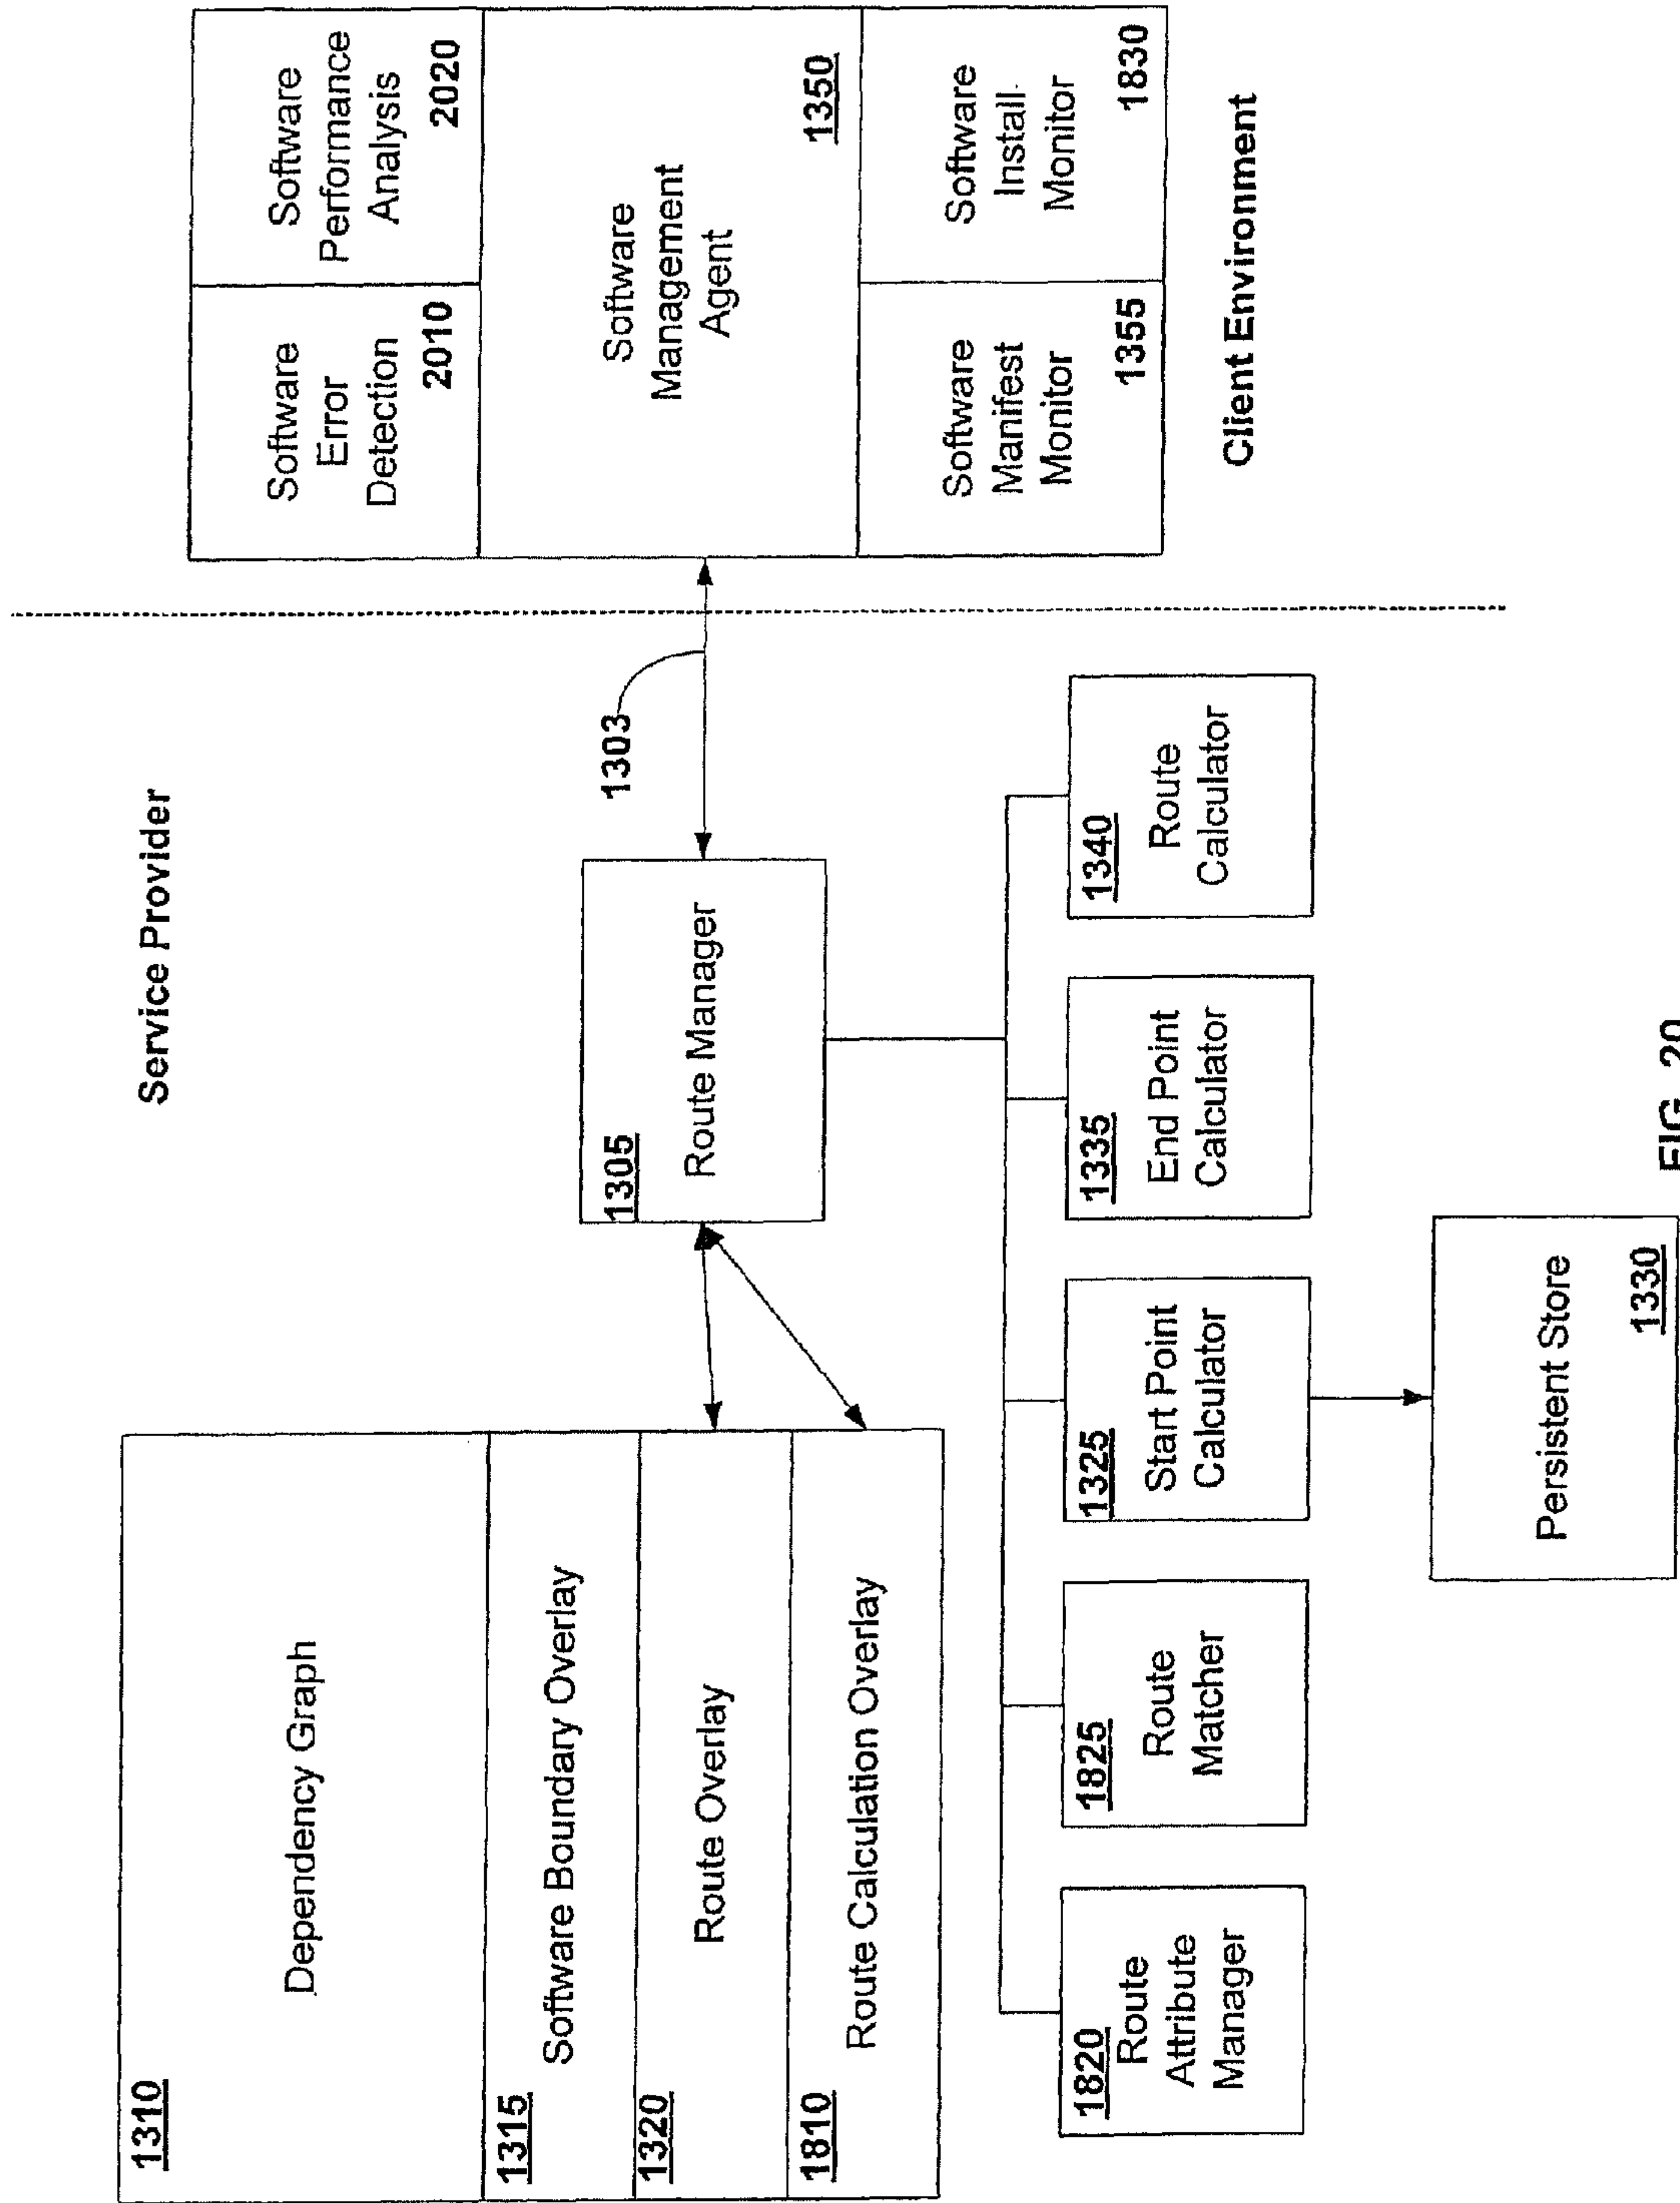 Service Provider
1310
Dependency Graph
1315
Software Boundary Overlay
1320
Route Overlay
1810
Route Calculation Overlay
1305
Route Manager
1303
Software
Error
Detection
2010
Software
Performance
Analysis
2020
Software
Management
Agent
1350
Software
Manifest
Monitor
1355
Software
Install
Monitor
1830
Client Environment
1820
Route
Attribute
Manager
1825
Route
Matcher
1325
Start Point
Calculator
1335
End Point
Calculator
1340
Route
Calculator
Persistent Store
1330
FIG. 20